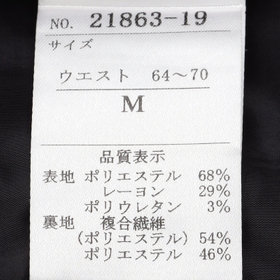 NO. 21863-19
サイズ
ウエスト 64～70
M
品質表示
表地 ポリエステル 68%
レーヨン 29%
ポリウレタン 3%
裏地 複合繊維
(ポリエステル) 54%
ポリエステル 46%